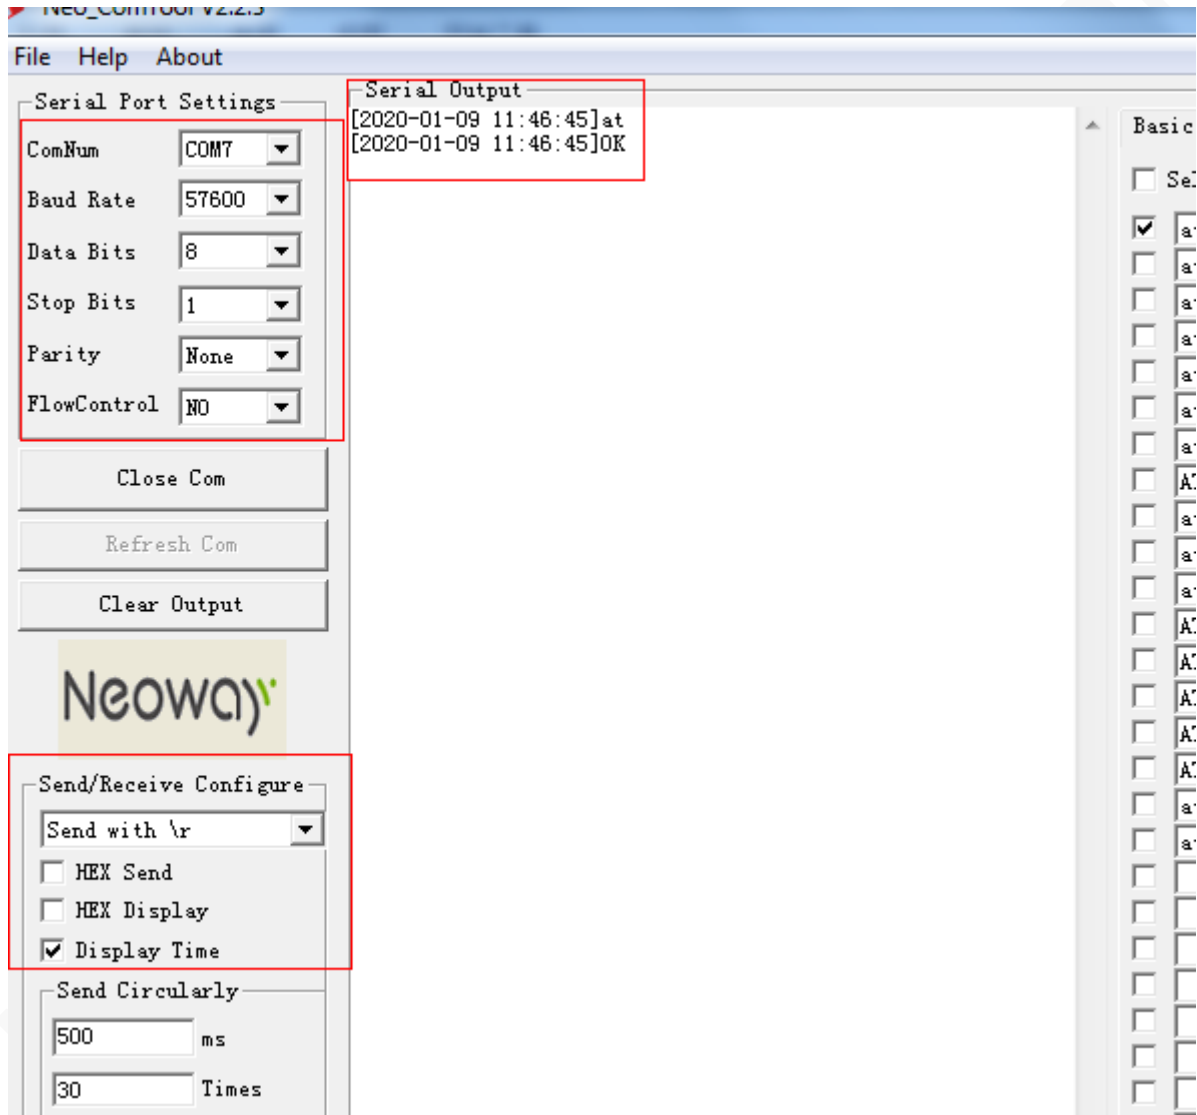 File Help About
Serial Port Settings
ComNum COM7
Baud Rate 57600
Data Bits 8
Stop Bits 1
Parity None
FlowControl NO
Close Com
Refresh Com
Clear Output
Neoway
Send/Receive Configure
Send with \r
HEX Send
HEX Display
Display Time
Send Circularly
500 ms
30 Times
Serial Output
[2020-01-09 11:46:45]at
[2020-01-09 11:46:45]OK
Basic